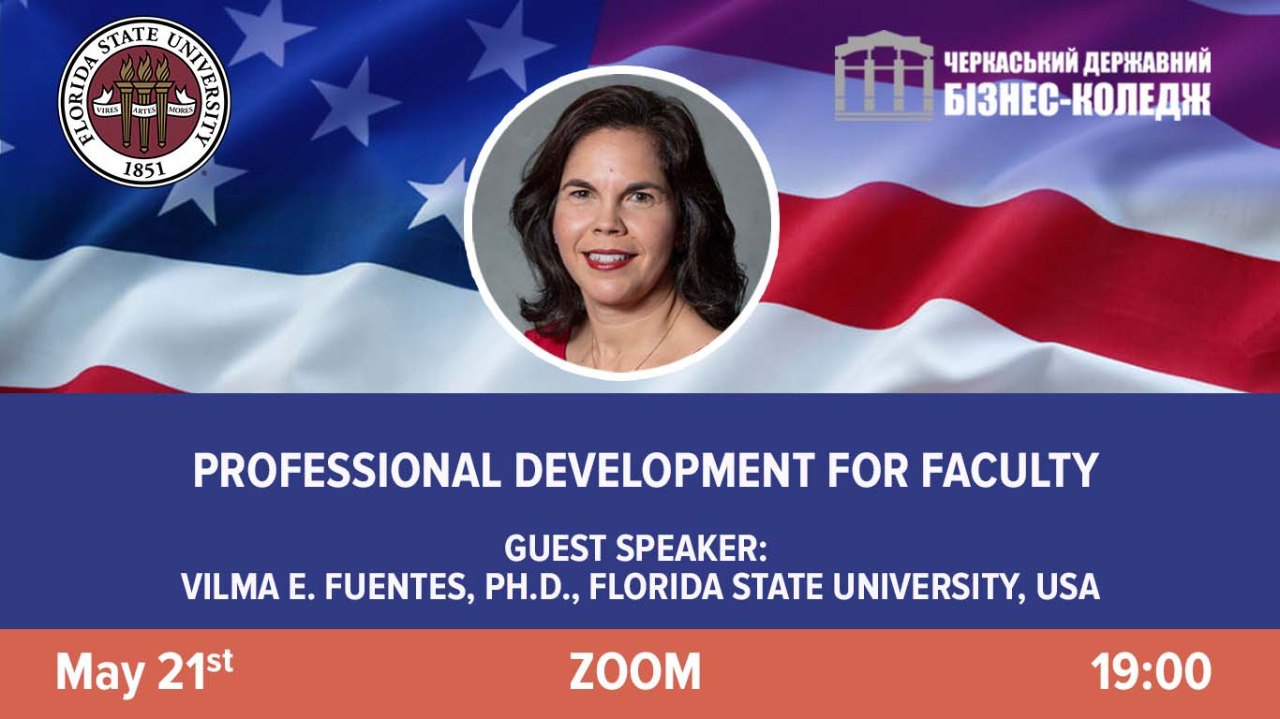 FLORIDA STATE UNIVERSITY
VIRES ARTES MORES
1851
ЧЕРКАСЬКИЙ ДЕРЖАВНИЙ
БІЗНЕС-КОЛЕДЖ
PROFESSIONAL DEVELOPMENT FOR FACULTY
GUEST SPEAKER:
VILMA E. FUENTES, PH.D., FLORIDA STATE UNIVERSITY, USA
May 21st ZOOM 19:00